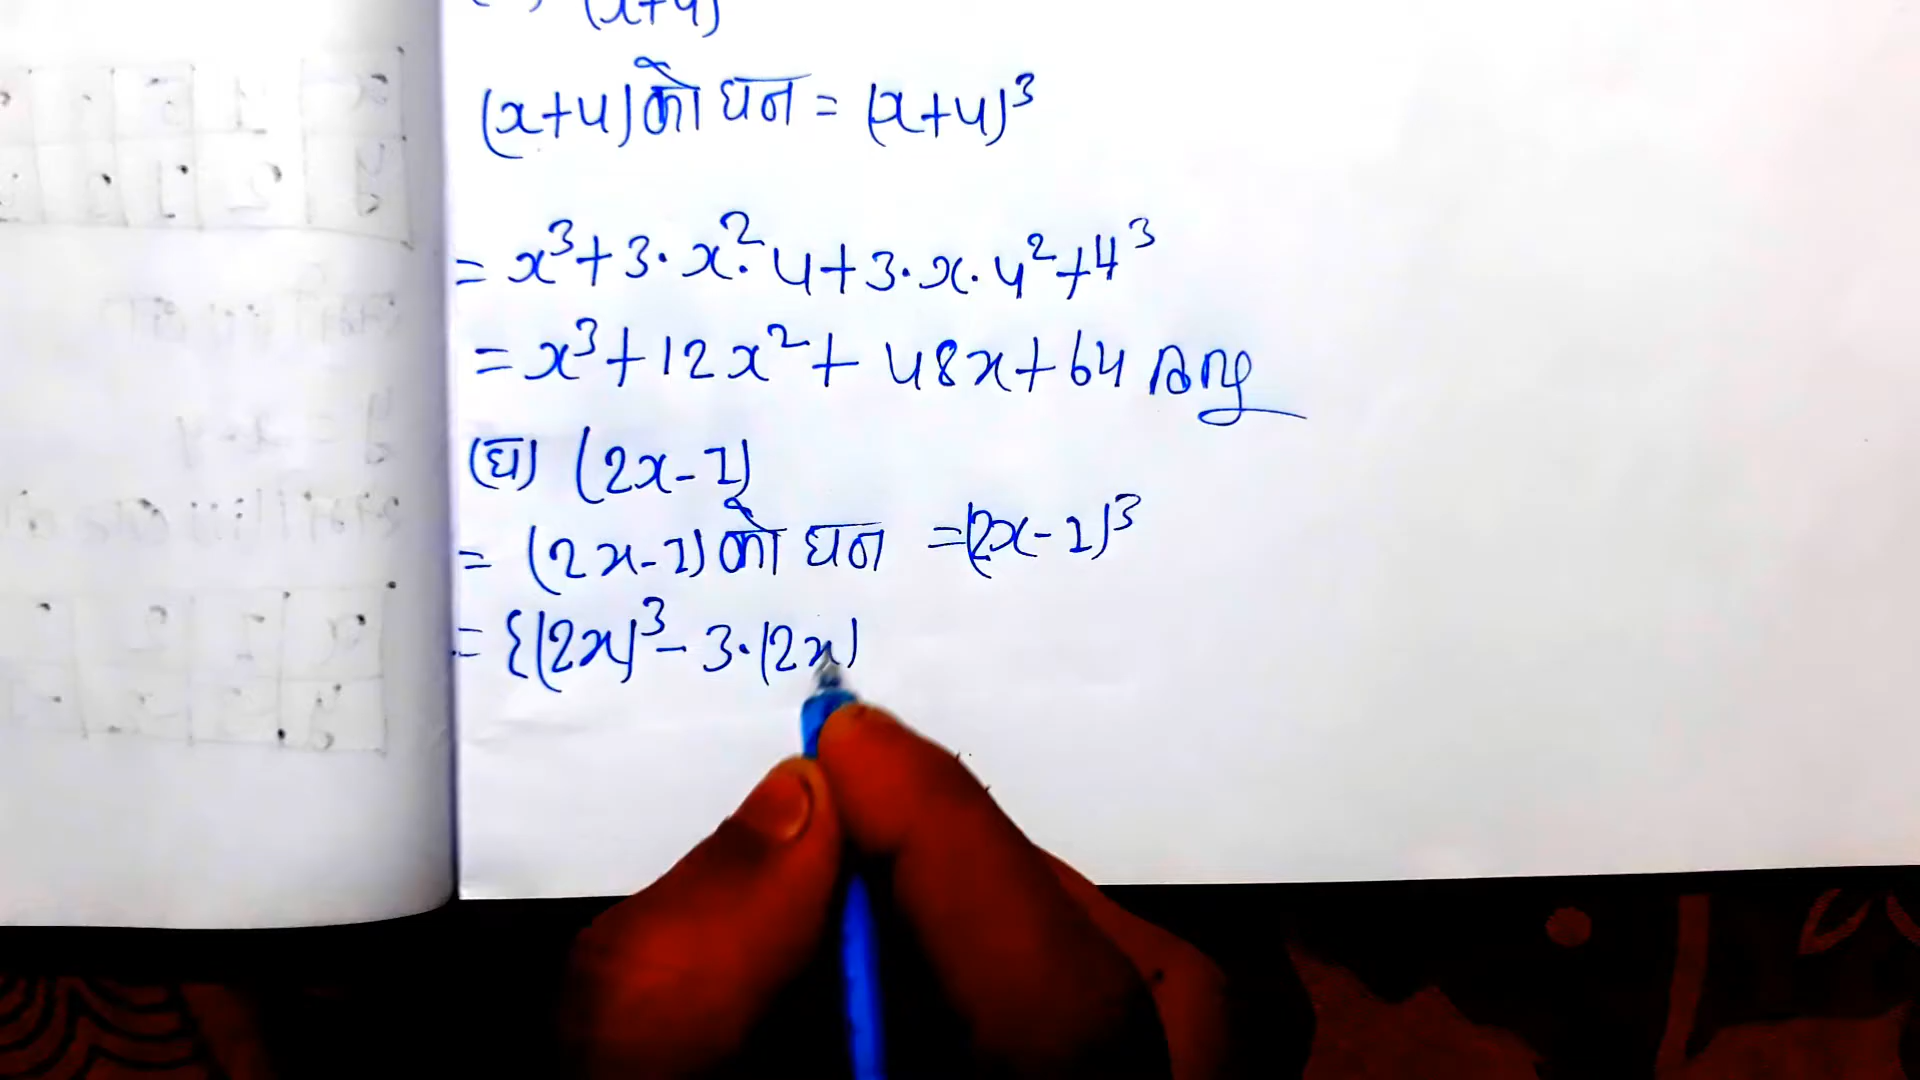 (x+4)
(x+4) को घन = (x+4)³
= x³+3·x²·4+3·x·4²+4³
= x³+12x²+48x+64 Ans
(घ) (2x-1)
= (2x-1) को घन =(2x-1)³
= {(2x)³- 3·(2x)